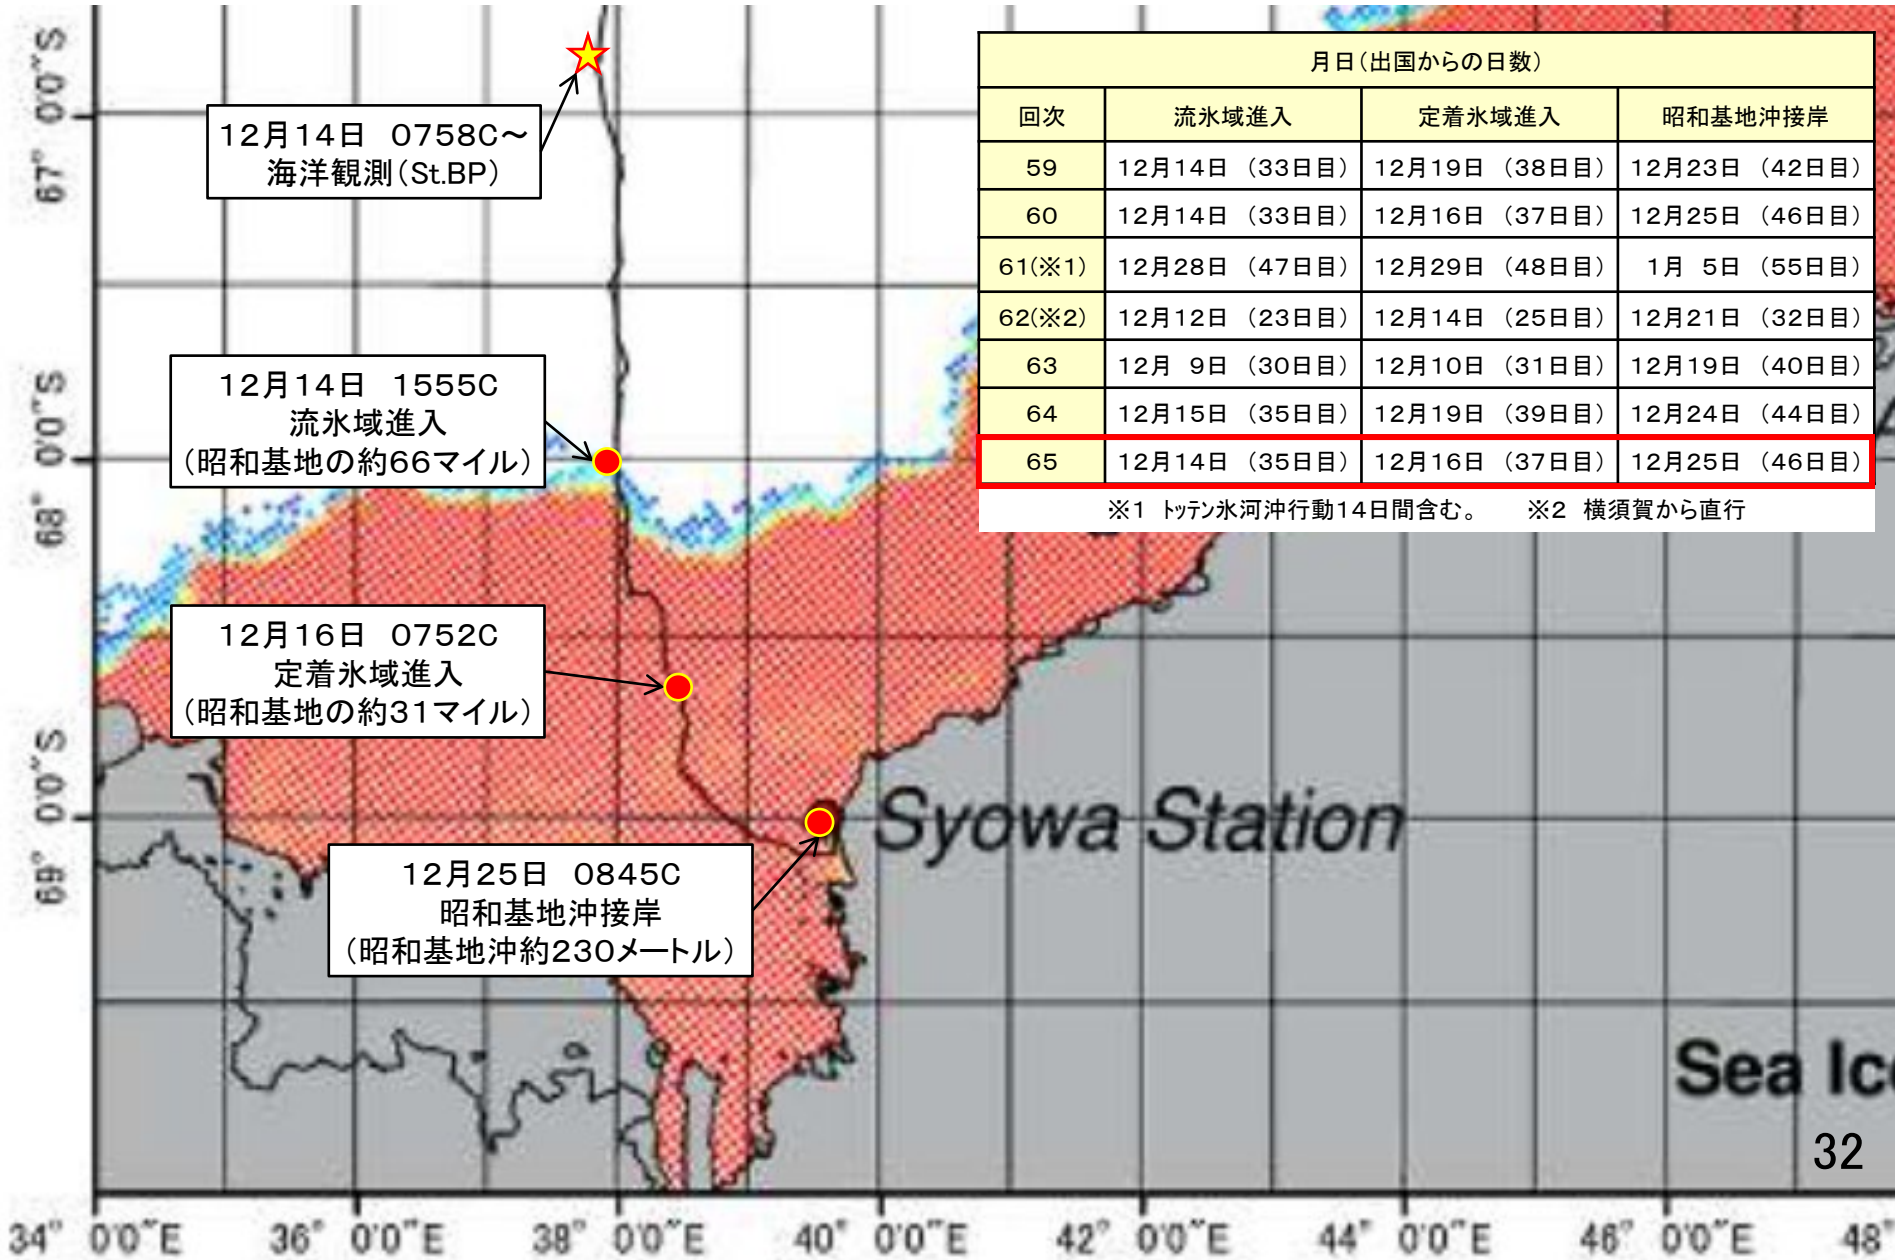 月日(出国からの日数)
回次 流氷域進入 定着氷域進入 昭和基地沖接岸
59 12月14日 (33日目) 12月19日 (38日目) 12月23日 (42日目)
60 12月14日 (33日目) 12月16日 (37日目) 12月25日 (46日目)
61(※1) 12月28日 (47日目) 12月29日 (48日目) 1月 5日 (55日目)
62(※2) 12月12日 (23日目) 12月14日 (25日目) 12月21日 (32日目)
63 12月 9日 (30日目) 12月10日 (31日目) 12月19日 (40日目)
64 12月15日 (35日目) 12月19日 (39日目) 12月24日 (44日目)
65 12月14日 (35日目) 12月16日 (37日目) 12月25日 (46日目)
※1 トッテン氷河沖行動14日間含む。 ※2 横須賀から直行
12月14日 0758C~
海洋観測(St.BP)
12月14日 1555C
流氷域進入
(昭和基地の約66マイル)
12月16日 0752C
定着氷域進入
(昭和基地の約31マイル)
12月25日 0845C
昭和基地沖接岸
(昭和基地沖約230メートル)
Syowa Station
Sea Ic
32
67° 0'0"S
68° 0'0"S
69° 0'0"S
34° 0'0"E 36° 0'0"E 38° 0'0"E 40° 0'0"E 42° 0'0"E 44° 0'0"E 46° 0'0"E 48°